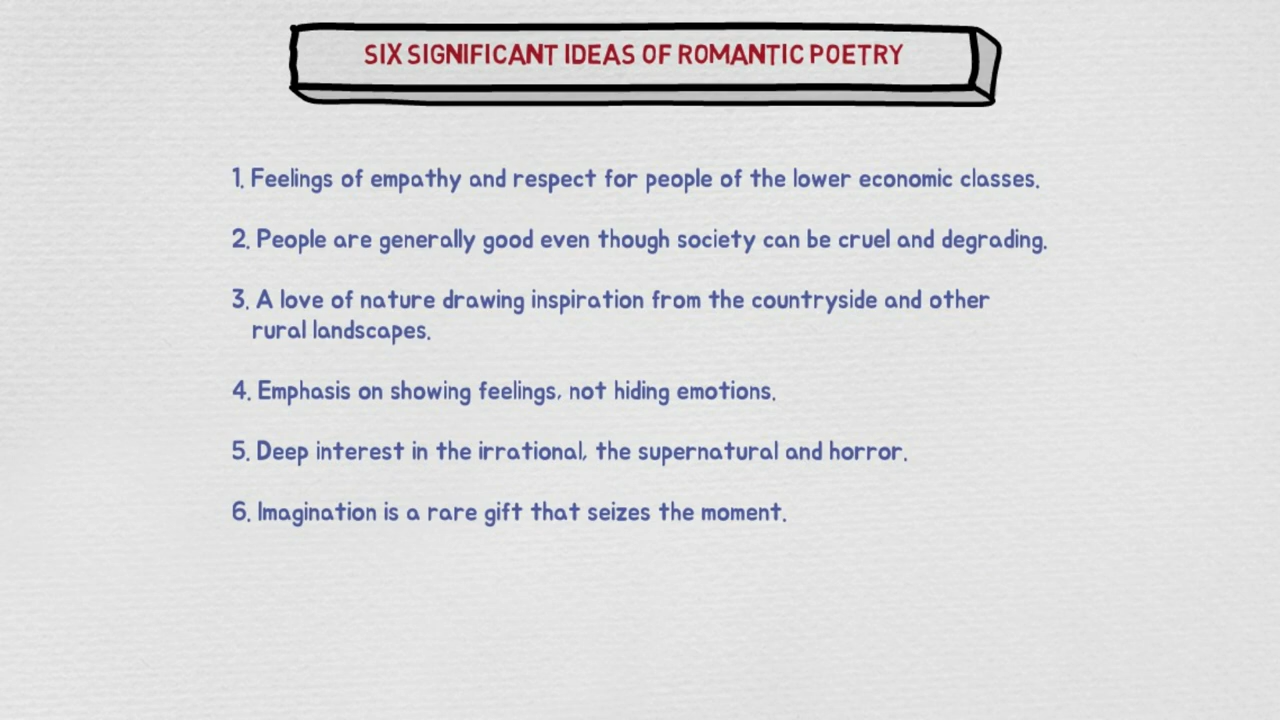 SIX SIGNIFICANT IDEAS OF ROMANTIC POETRY
1. Feelings of empathy and respect for people of the lower economic classes.
2. People are generally good even though society can be cruel and degrading.
3. A love of nature drawing inspiration from the countryside and other
rural landscapes.
4. Emphasis on showing feelings, not hiding emotions.
5. Deep interest in the irrational, the supernatural and horror.
6. Imagination is a rare gift that seizes the moment.